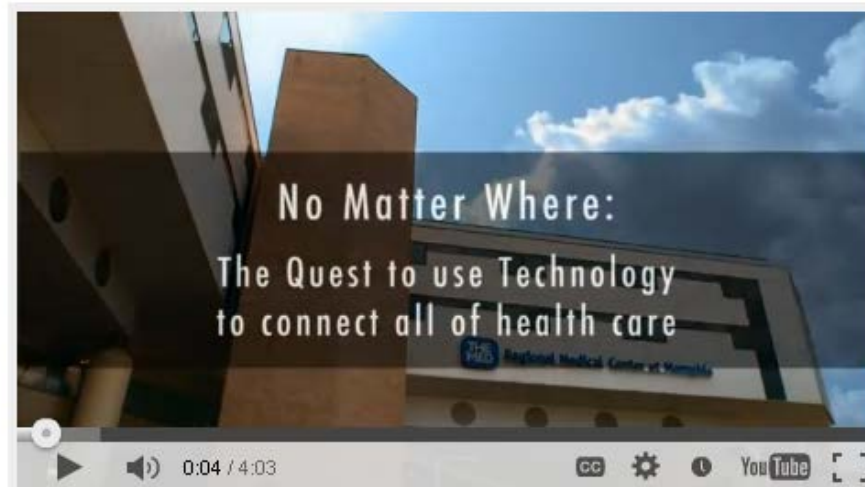 No Matter Where:
The Quest to use Technology
to connect all of health care
THE MED Regional Medical Center at Memphis
0:04 / 4:03
CC
YouTube